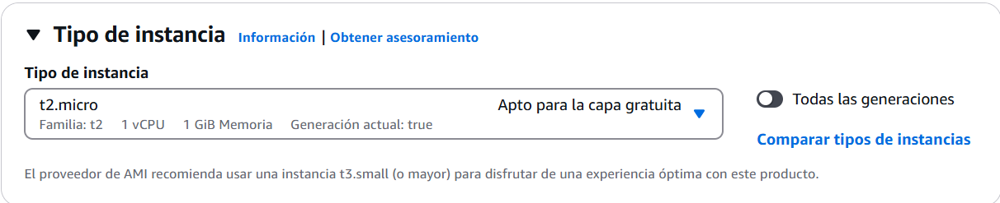 Tipo de instancia Información | Obtener asesoramiento
Tipo de instancia
t2.micro Apto para la capa gratuita
Familia: t2 1 vCPU 1 GiB Memoria Generación actual: true
Todas las generaciones
Comparar tipos de instancias
El proveedor de AMI recomienda usar una instancia t3.small (o mayor) para disfrutar de una experiencia óptima con este producto.